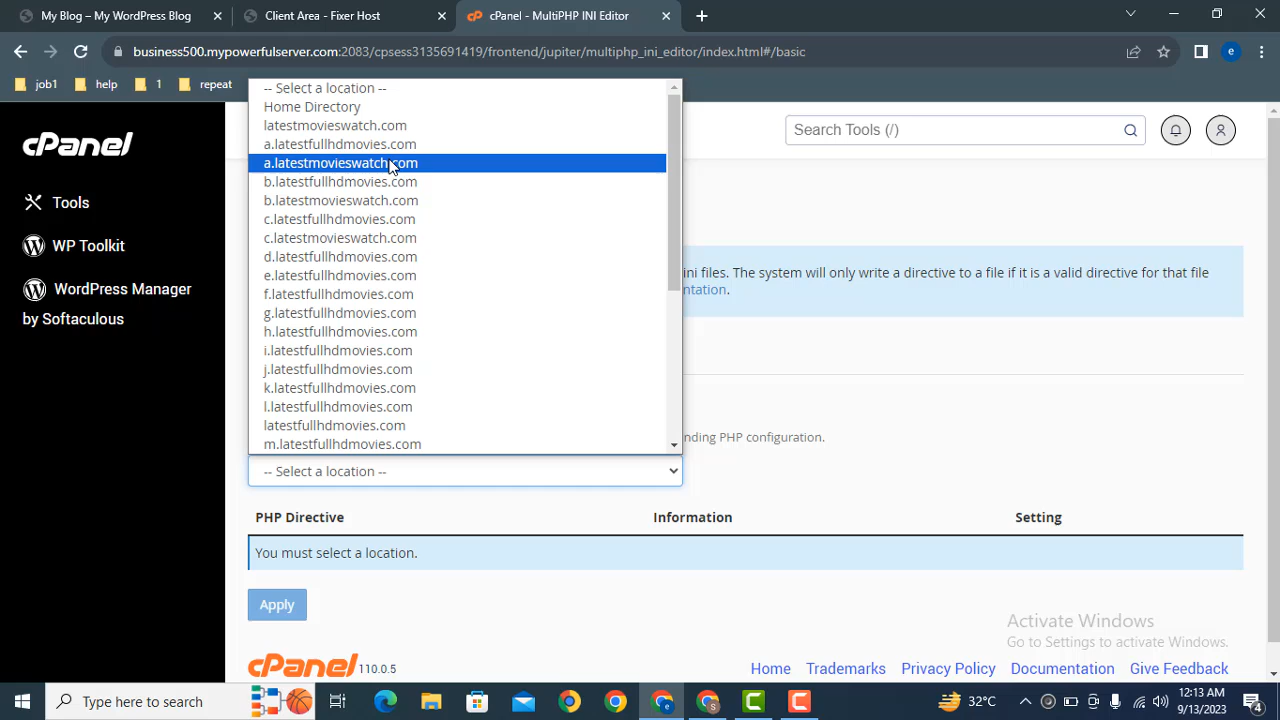 My Blog – My WordPress Blog
Client Area - Fixer Host
cPanel - MultiPHP INI Editor
business500.mypowerfulserver.com:2083/cpsess3135691419/frontend/jupiter/multiphp_ini_editor/index.html#/basic
e
job1
help
1
repeat
cPanel
Tools
WP Toolkit
WordPress Manager
by Softaculous
Search Tools (/)
-- Select a location --
Home Directory
latestmovieswatch.com
a.latestfullhdmovies.com
a.latestmovieswatch.com
b.latestfullhdmovies.com
b.latestmovieswatch.com
c.latestfullhdmovies.com
c.latestmovieswatch.com
d.latestfullhdmovies.com
e.latestfullhdmovies.com
f.latestfullhdmovies.com
g.latestfullhdmovies.com
h.latestfullhdmovies.com
i.latestfullhdmovies.com
j.latestfullhdmovies.com
k.latestfullhdmovies.com
l.latestfullhdmovies.com
latestfullhdmovies.com
m.latestfullhdmovies.com
ini files. The system will only write a directive to a file if it is a valid directive for that file
ntation.
nding PHP configuration.
-- Select a location --
PHP Directive Information Setting
You must select a location.
Apply
Activate Windows
Go to Settings to activate Windows.
cPanel 110.0.5
Home Trademarks Privacy Policy Documentation Give Feedback
Type here to search
32°C
12:13 AM
9/13/2023
4